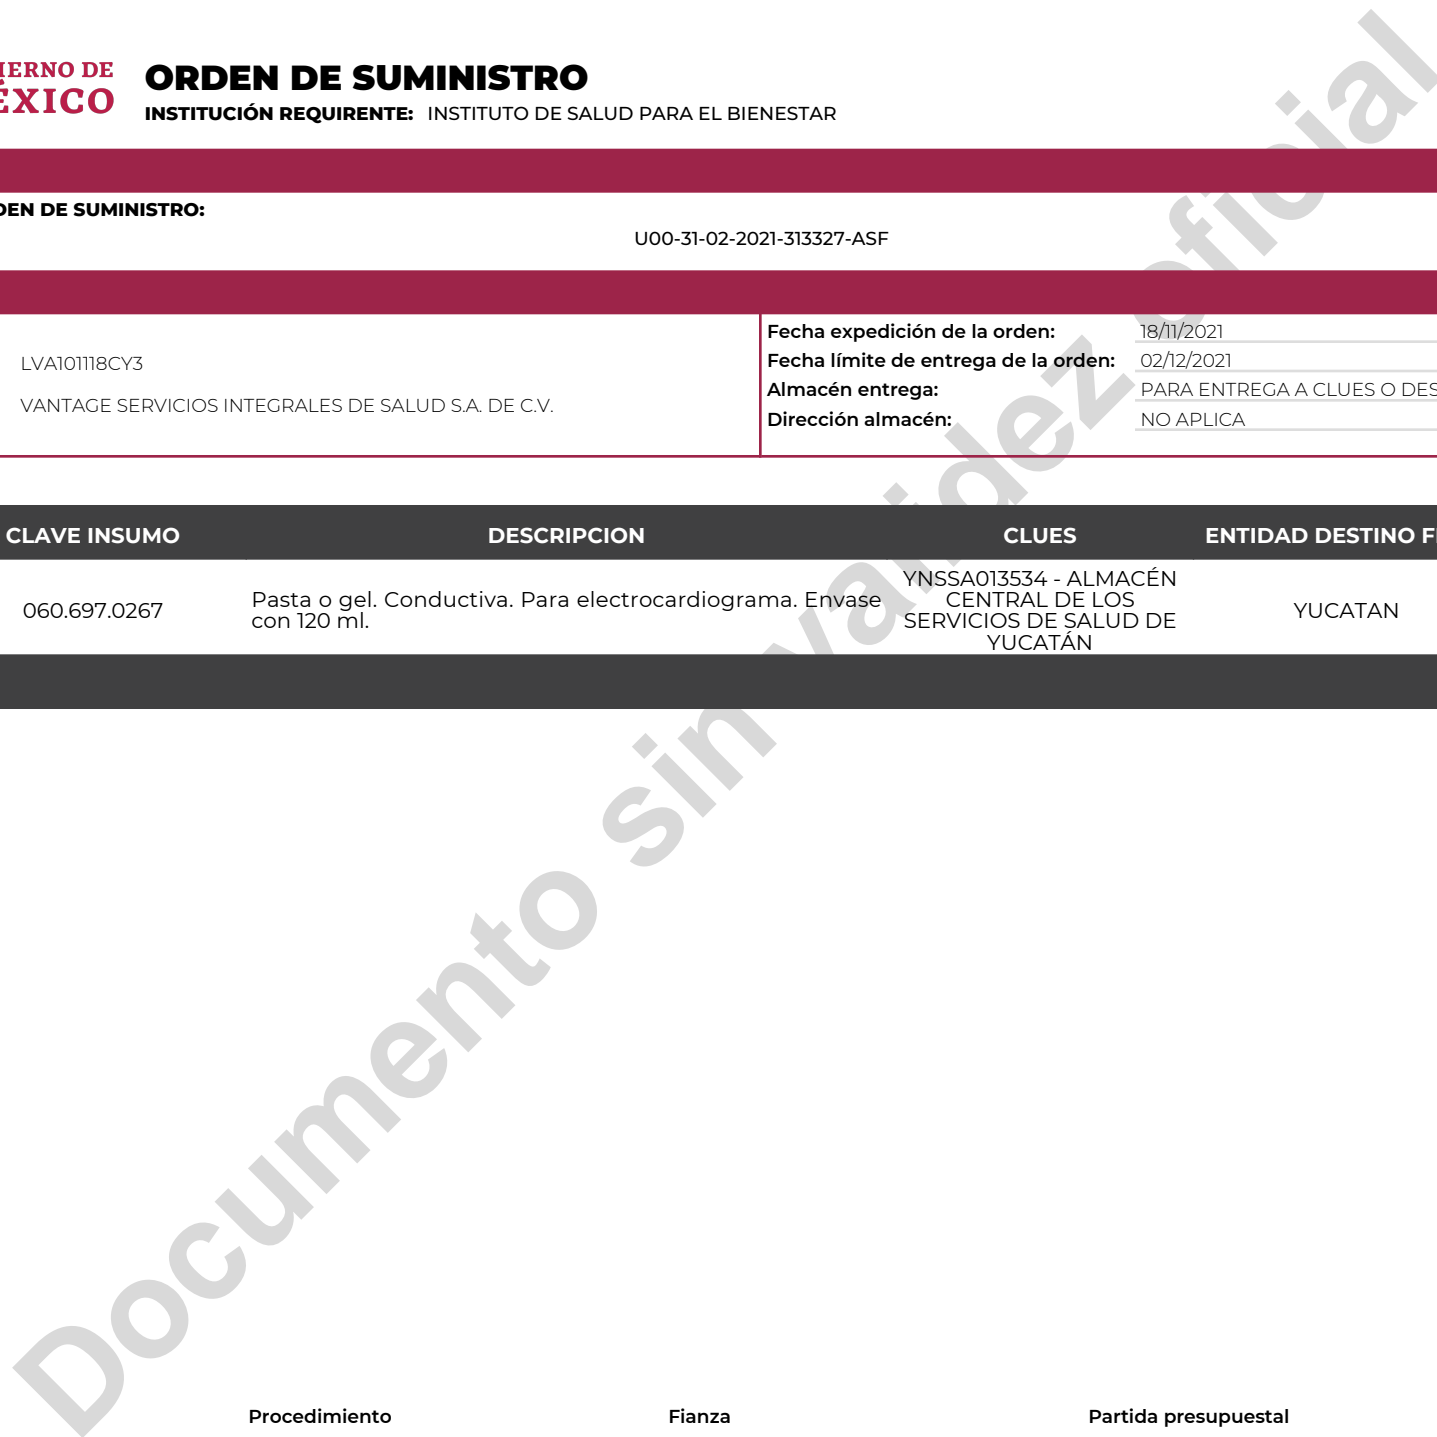 IERNO DE
ÉXICO
ORDEN DE SUMINISTRO
INSTITUCIÓN REQUIRENTE: INSTITUTO DE SALUD PARA EL BIENESTAR
DEN DE SUMINISTRO:
U00-31-02-2021-313327-ASF
LVA101118CY3
VANTAGE SERVICIOS INTEGRALES DE SALUD S.A. DE C.V.
Fecha expedición de la orden: 18/11/2021
Fecha límite de entrega de la orden: 02/12/2021
Almacén entrega: PARA ENTREGA A CLUES O DES
Dirección almacén: NO APLICA
CLAVE INSUMO DESCRIPCION CLUES ENTIDAD DESTINO F
060.697.0267
Pasta o gel. Conductiva. Para electrocardiograma. Envase
con 120 ml.
YNSSA013534 - ALMACÉN
CENTRAL DE LOS
SERVICIOS DE SALUD DE
YUCATÁN
YUCATAN
Documento sin validez oficial
Procedimiento Fianza Partida presupuestal